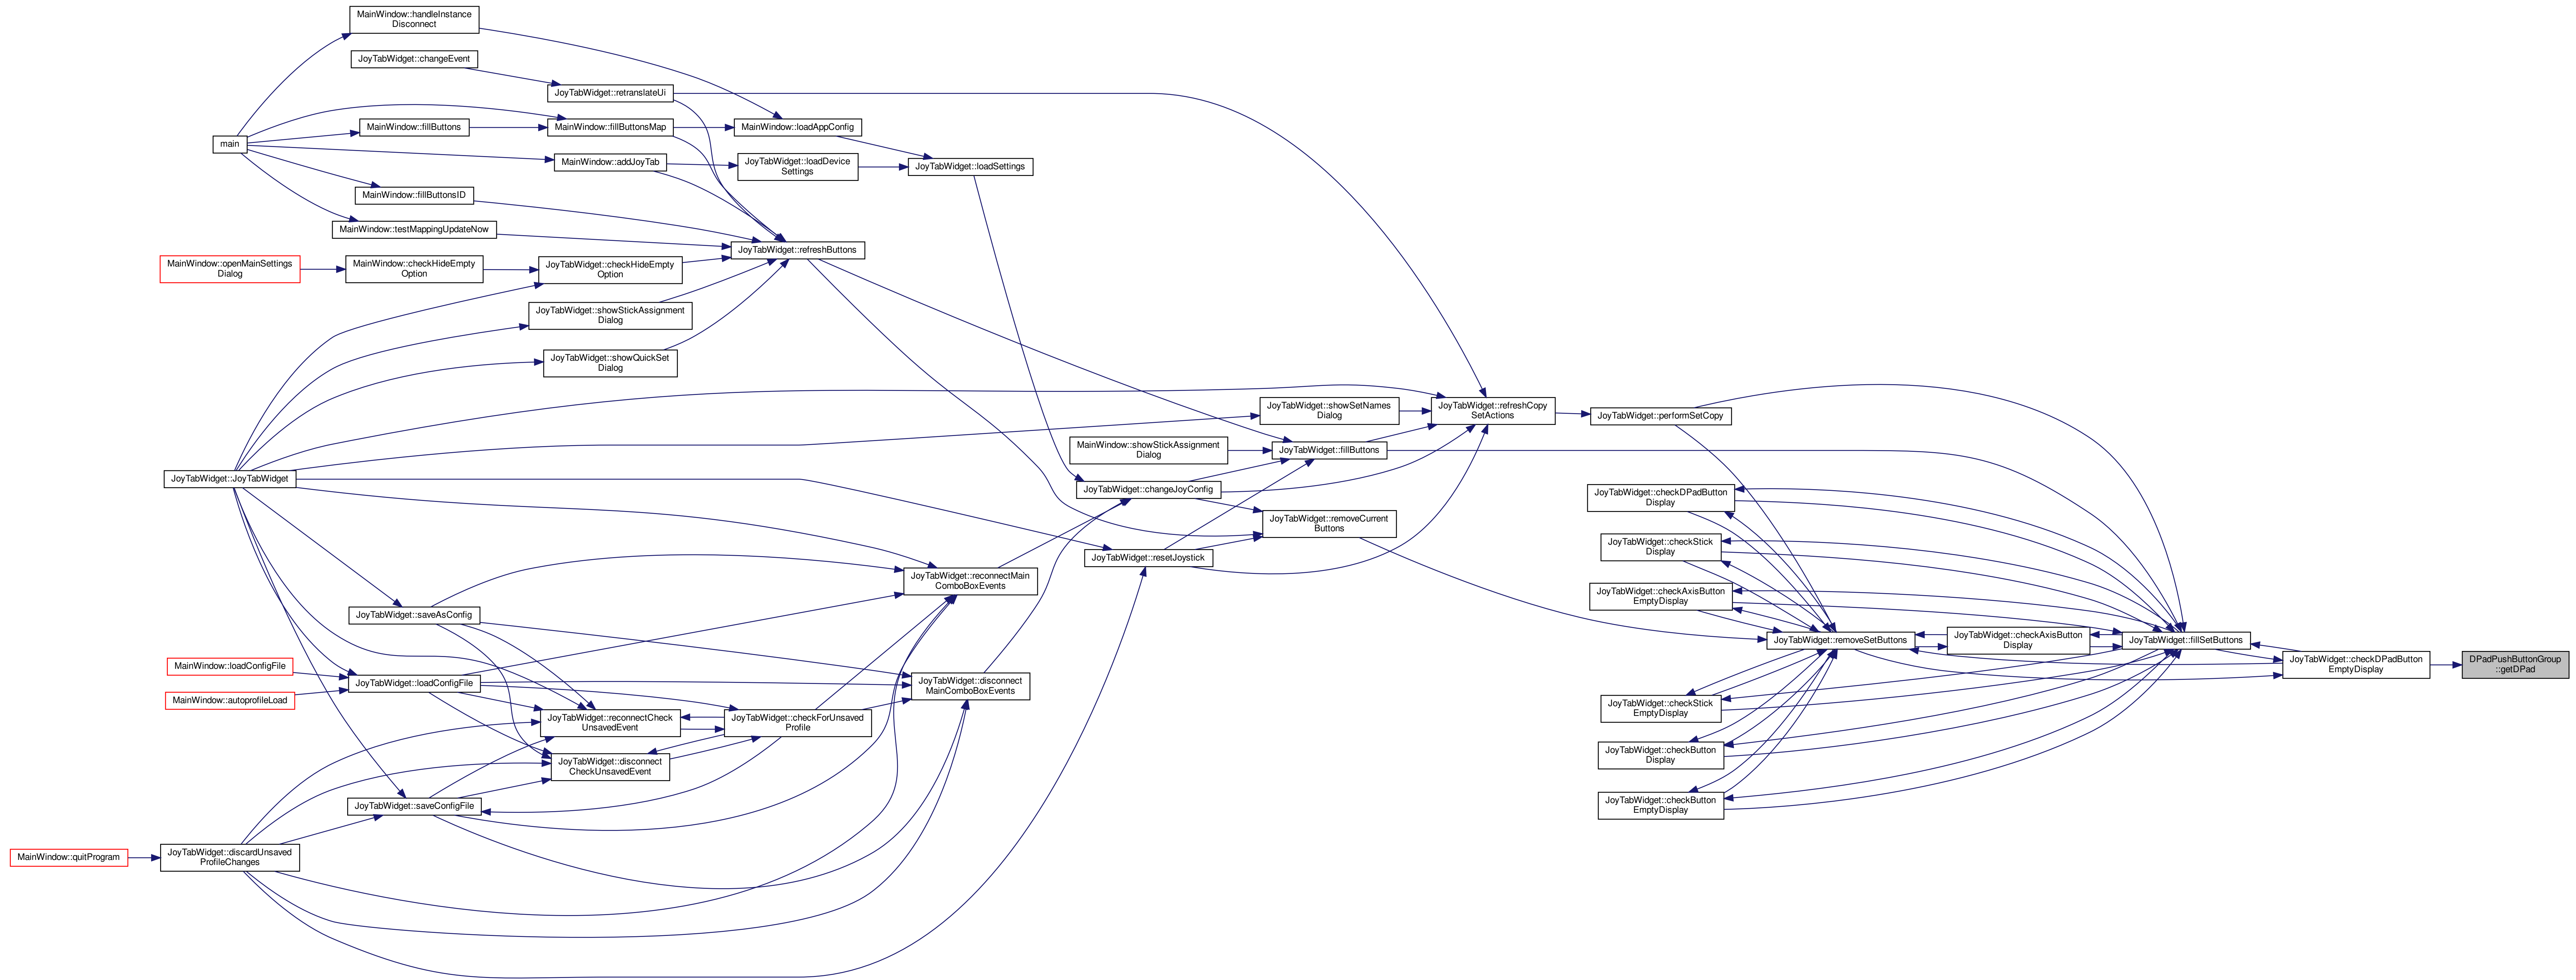 MainWindow::handleInstance
Disconnect
JoyTabWidget::changeEvent
JoyTabWidget::retranslateUi
MainWindow::fillButtons
MainWindow::fillButtonsMap
MainWindow::loadAppConfig
main
MainWindow::addJoyTab
JoyTabWidget::loadDevice
Settings
JoyTabWidget::loadSettings
MainWindow::fillButtonsID
MainWindow::testMappingUpdateNow
JoyTabWidget::refreshButtons
MainWindow::openMainSettings
Dialog
MainWindow::checkHideEmpty
Option
JoyTabWidget::checkHideEmpty
Option
JoyTabWidget::showStickAssignment
Dialog
JoyTabWidget::showQuickSet
Dialog
JoyTabWidget::showSetNames
Dialog
JoyTabWidget::refreshCopy
SetActions
JoyTabWidget::performSetCopy
MainWindow::showStickAssignment
Dialog
JoyTabWidget::fillButtons
JoyTabWidget::JoyTabWidget
JoyTabWidget::changeJoyConfig
JoyTabWidget::checkDPadButton
Display
JoyTabWidget::removeCurrent
Buttons
JoyTabWidget::resetJoystick
JoyTabWidget::checkStick
Display
JoyTabWidget::reconnectMain
ComboBoxEvents
JoyTabWidget::checkAxisButton
EmptyDisplay
JoyTabWidget::saveAsConfig
JoyTabWidget::removeSetButtons
JoyTabWidget::checkAxisButton
Display
JoyTabWidget::fillSetButtons
JoyTabWidget::checkDPadButton
EmptyDisplay
DPadPushButtonGroup
::getDPad
MainWindow::loadConfigFile
JoyTabWidget::loadConfigFile
JoyTabWidget::disconnect
MainComboBoxEvents
MainWindow::autoprofileLoad
JoyTabWidget::checkStick
EmptyDisplay
JoyTabWidget::reconnectCheck
UnsavedEvent
JoyTabWidget::checkForUnsaved
Profile
JoyTabWidget::checkButton
Display
JoyTabWidget::disconnect
CheckUnsavedEvent
JoyTabWidget::saveConfigFile
JoyTabWidget::checkButton
EmptyDisplay
MainWindow::quitProgram
JoyTabWidget::discardUnsaved
ProfileChanges